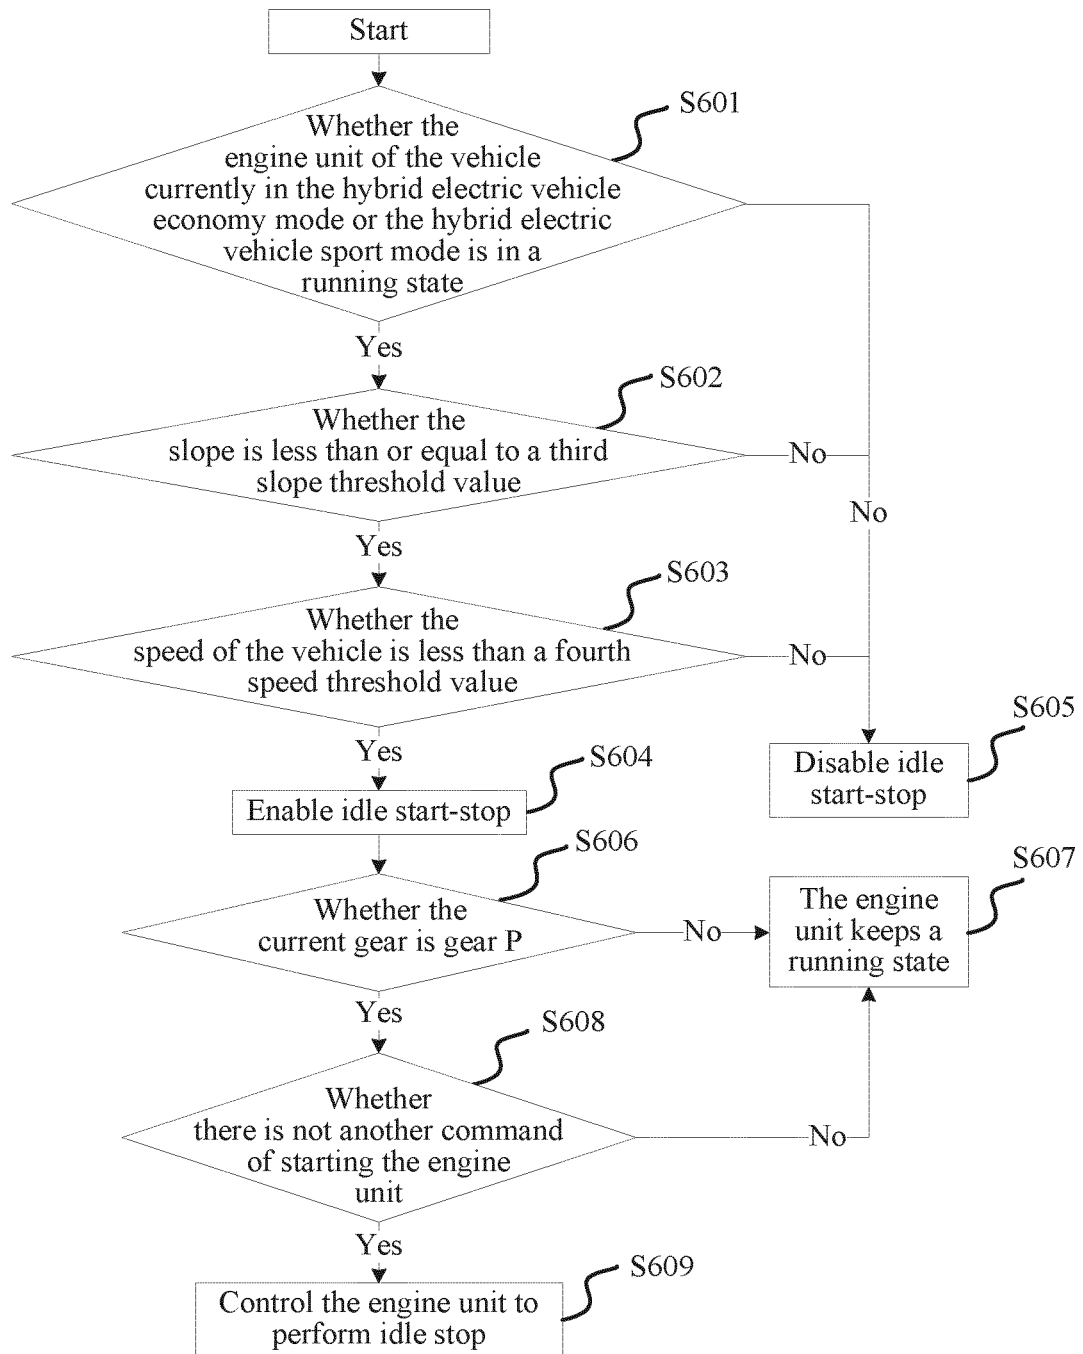 Start
S601
Whether the
engine unit of the vehicle
currently in the hybrid electric vehicle
economy mode or the hybrid electric
vehicle sport mode is in a
running state
Yes
S602
Whether the
slope is less than or equal to a third
slope threshold value
No
No
Yes
S603
Whether the
speed of the vehicle is less than a fourth
speed threshold value
No
Yes
S605
Disable idle
start-stop
S604
Enable idle start-stop
S606
Whether the
current gear is gear P
No
S607
The engine
unit keeps a
running state
Yes
S608
Whether
there is not another command
of starting the engine
unit
No
Yes
S609
Control the engine unit to
perform idle stop